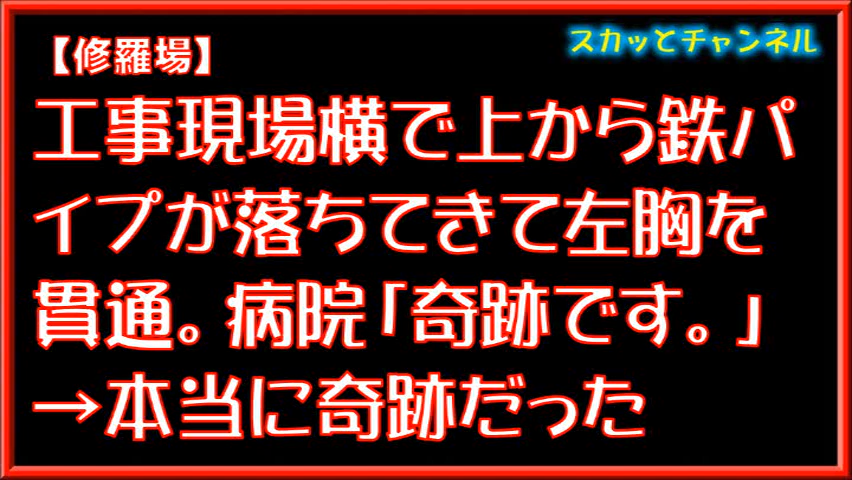 スカッとチャンネル
【修羅場】
工事現場横で上から鉄パ
イプが落ちてきて左胸を
貫通。病院「奇跡です。」
→本当に奇跡だった